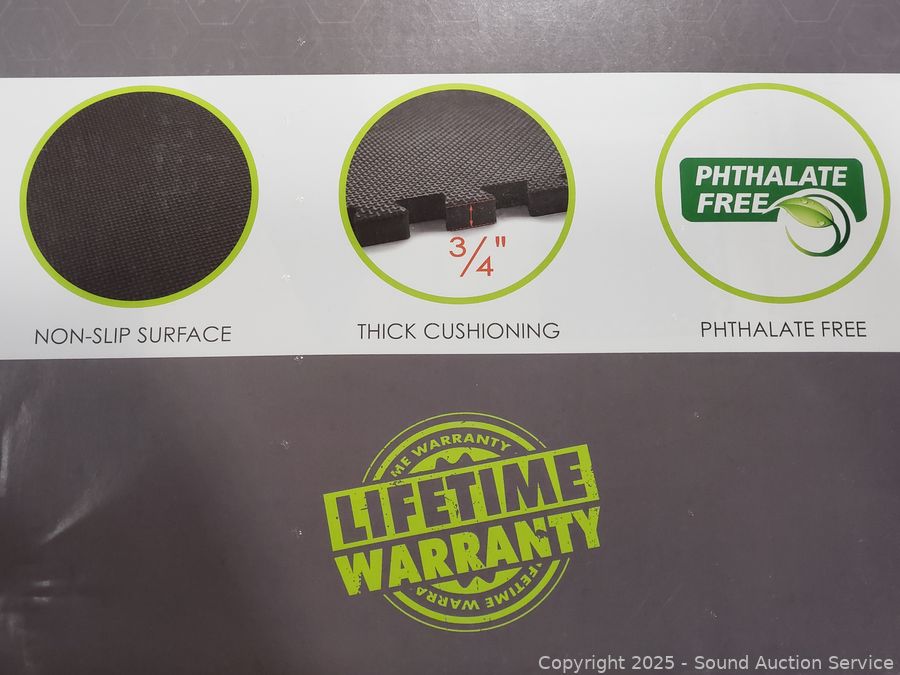 PHTHALATE
FREE
3/4"
NON-SLIP SURFACE
THICK CUSHIONING
PHTHALATE FREE
ME WARRANTY
LIFETIME
WARRANTY
IFETIME WARRA
Copyright 2025 - Sound Auction Service